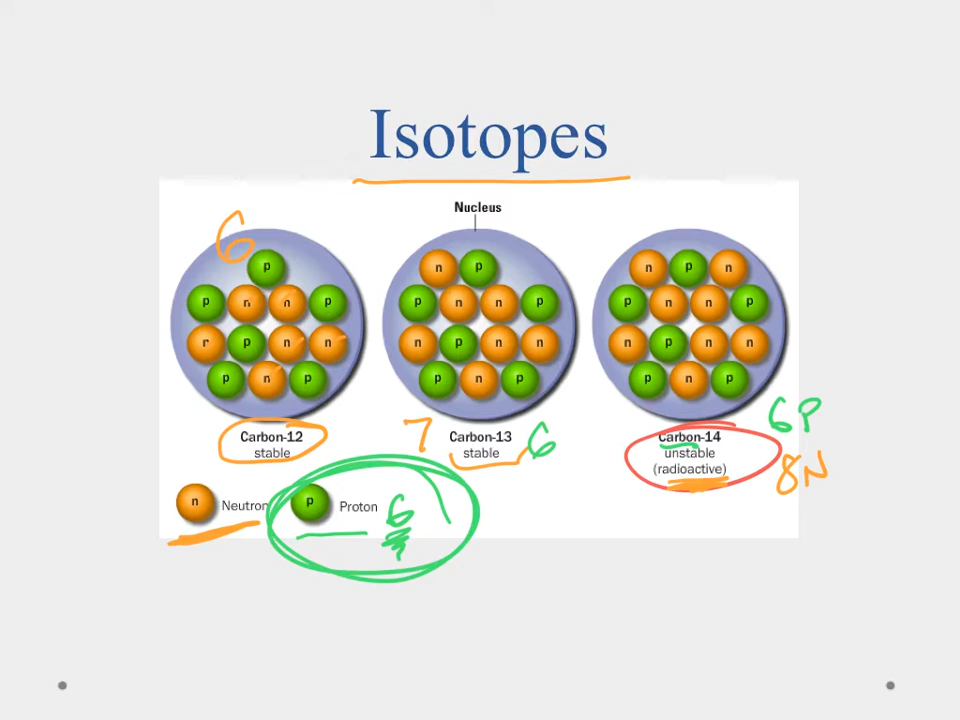 Isotopes
Nucleus
6
p
n p
n p n
p n n p
p n n p
p n n p
r p n n
n p n n
n p n n
p n p
p n p
p n p
Carbon-12
stable
7 Carbon-13 6
stable
Carbon-14
unstable
(radioactive)
6P
8N
n Neutron
p Proton 6